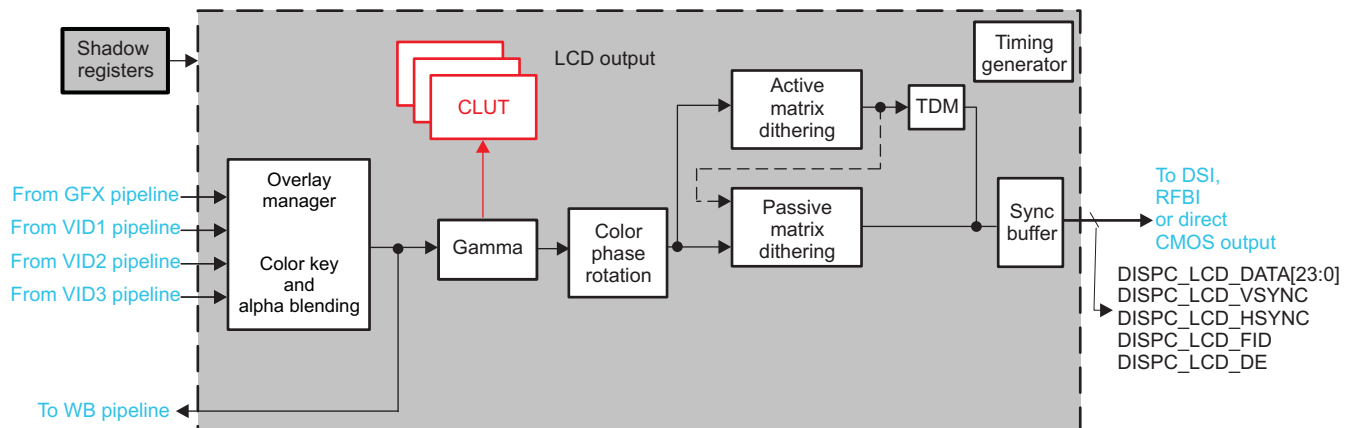 Shadow
registers
LCD output
Timing
generator
CLUT
Active
matrix
dithering
TDM
From GFX pipeline
From VID1 pipeline
From VID2 pipeline
From VID3 pipeline
Overlay
manager
Color key
and
alpha blending
Gamma
Color
phase
rotation
Passive
matrix
dithering
Sync
buffer
To DSI,
RFBI
or direct
CMOS output
DISPC_LCD_DATA[23:0]
DISPC_LCD_VSYNC
DISPC_LCD_HSYNC
DISPC_LCD_FID
DISPC_LCD_DE
To WB pipeline